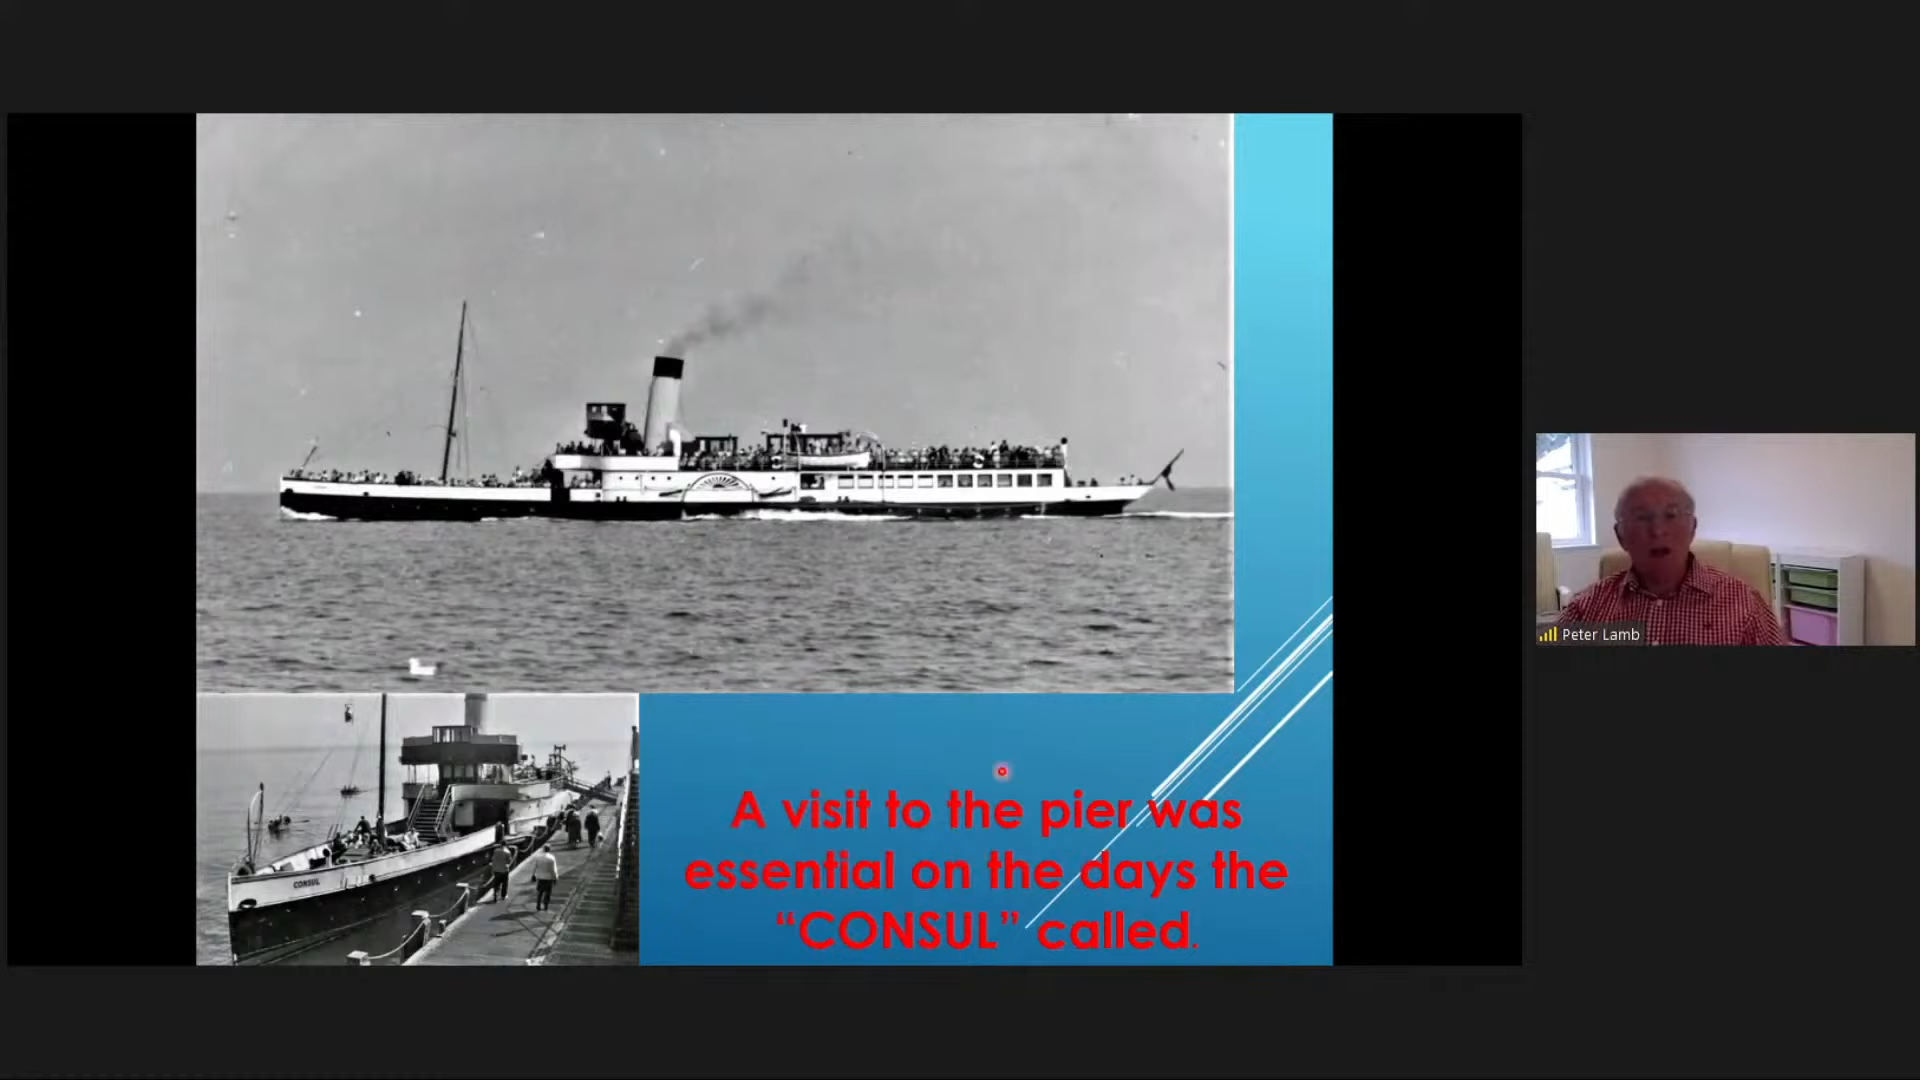 CONSUL
A visit to the pier was
essential on the days the
“CONSUL” called.
Peter Lamb